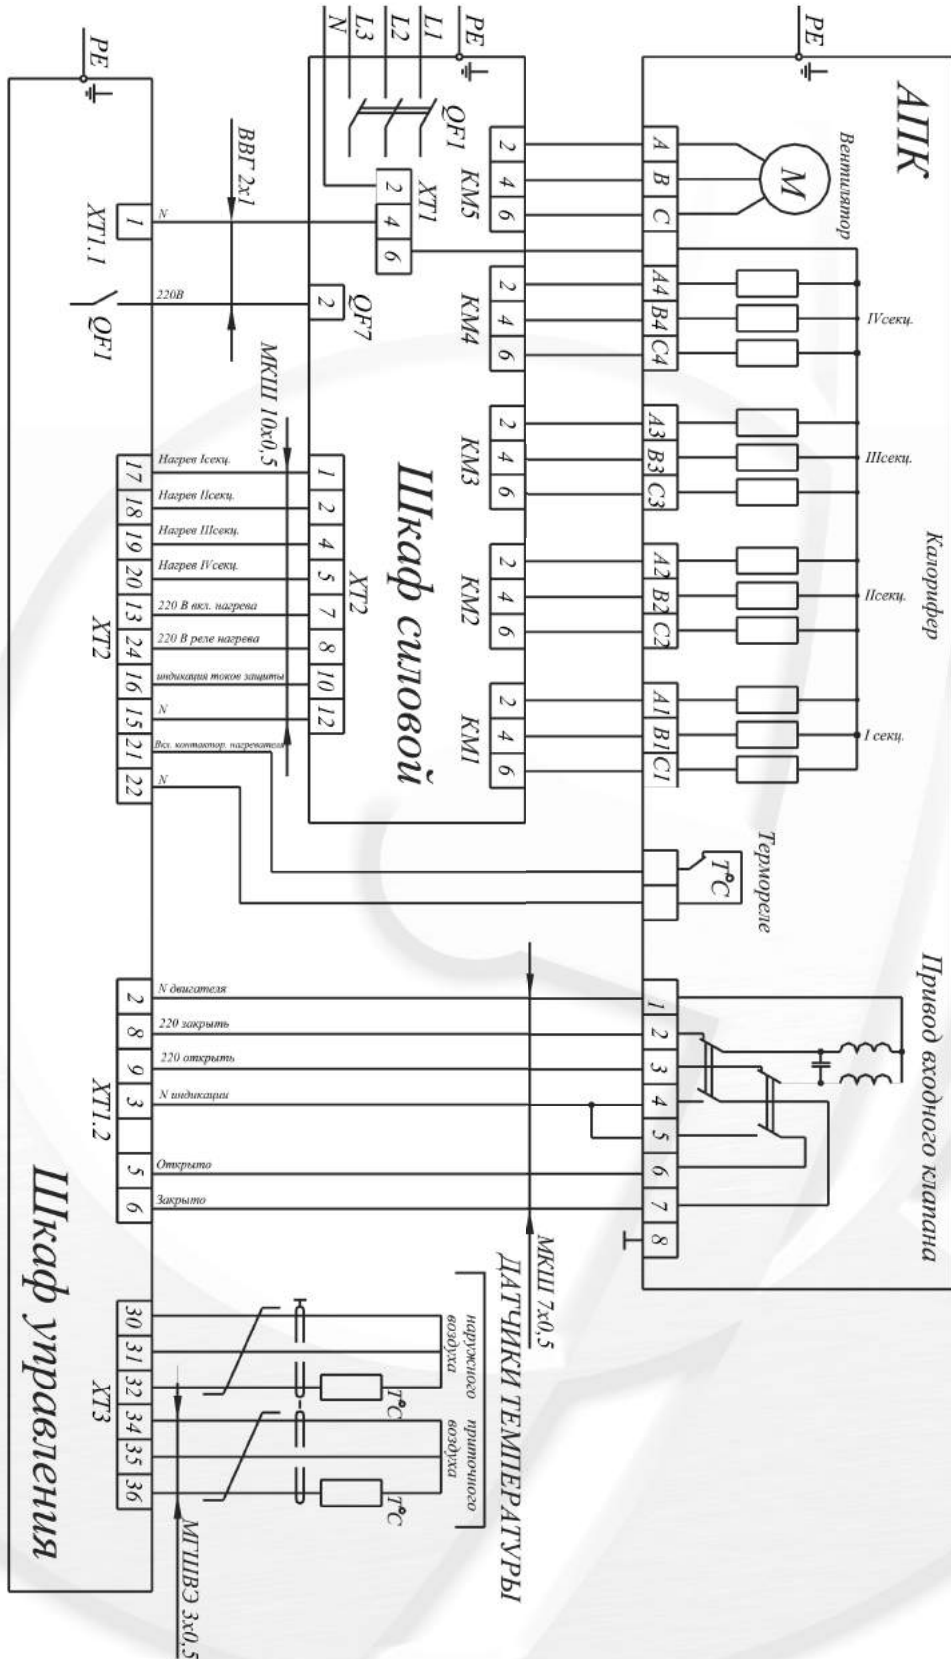 АПК
PE
Вентилятор
M
A
B
C
A4
B4
C4
A3
B3
C3
A2
B2
C2
A1
B1
C1
IVсекц.
IIIсекц.
IIсекц.
I секц.
Калорифер
Термореле
T°C
Привод входного клапана
1
2
3
4
5
6
7
8
PE
L1
L2
L3
N
QF1
KM5
2
4
6
XT1
2
4
6
KM4
2
4
6
QF7
2
KM3
2
4
6
KM2
2
4
6
KM1
2
4
6
Шкаф силовой
XT2
1
2
4
5
7
8
10
12
МКШ 10х0,5
ВВГ 2х1
МКШ 7х0,5
ДАТЧИКИ ТЕМПЕРАТУРЫ
наружного
воздуха
приточного
воздуха
T°C
T°C
МГШВЭ 3х0,5
N
220В
Нагрев Iсекц.
Нагрев IIсекц.
Нагрев IIIсекц.
Нагрев IVсекц.
220 В вкл. нагрева
220 В реле нагрева
индикация токов защиты
N
Вкл. контактор. нагревателя
N
N двигателя
220 закрыть
220 открыть
N индикации
Открыто
Закрыто
PE
1
XT1.1
QF1
17
18
19
20
13
24
16
15
21
22
XT2
2
8
9
3
5
6
XT1.2
30
31
32
34
35
36
XT3
Шкаф управления